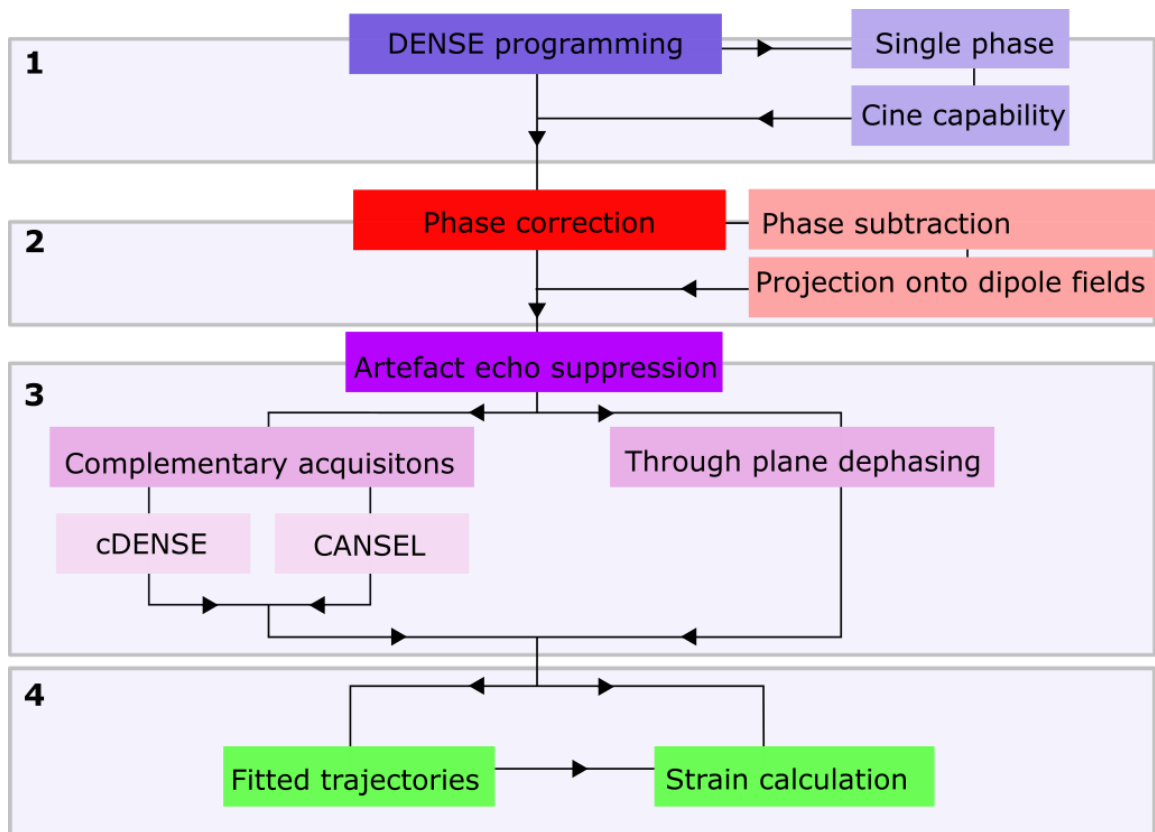 1
DENSE programming
Single phase
Cine capability
2
Phase correction
Phase subtraction
Projection onto dipole fields
3
Artefact echo suppression
Complementary acquisitons
Through plane dephasing
cDENSE
CANSEL
4
Fitted trajectories
Strain calculation